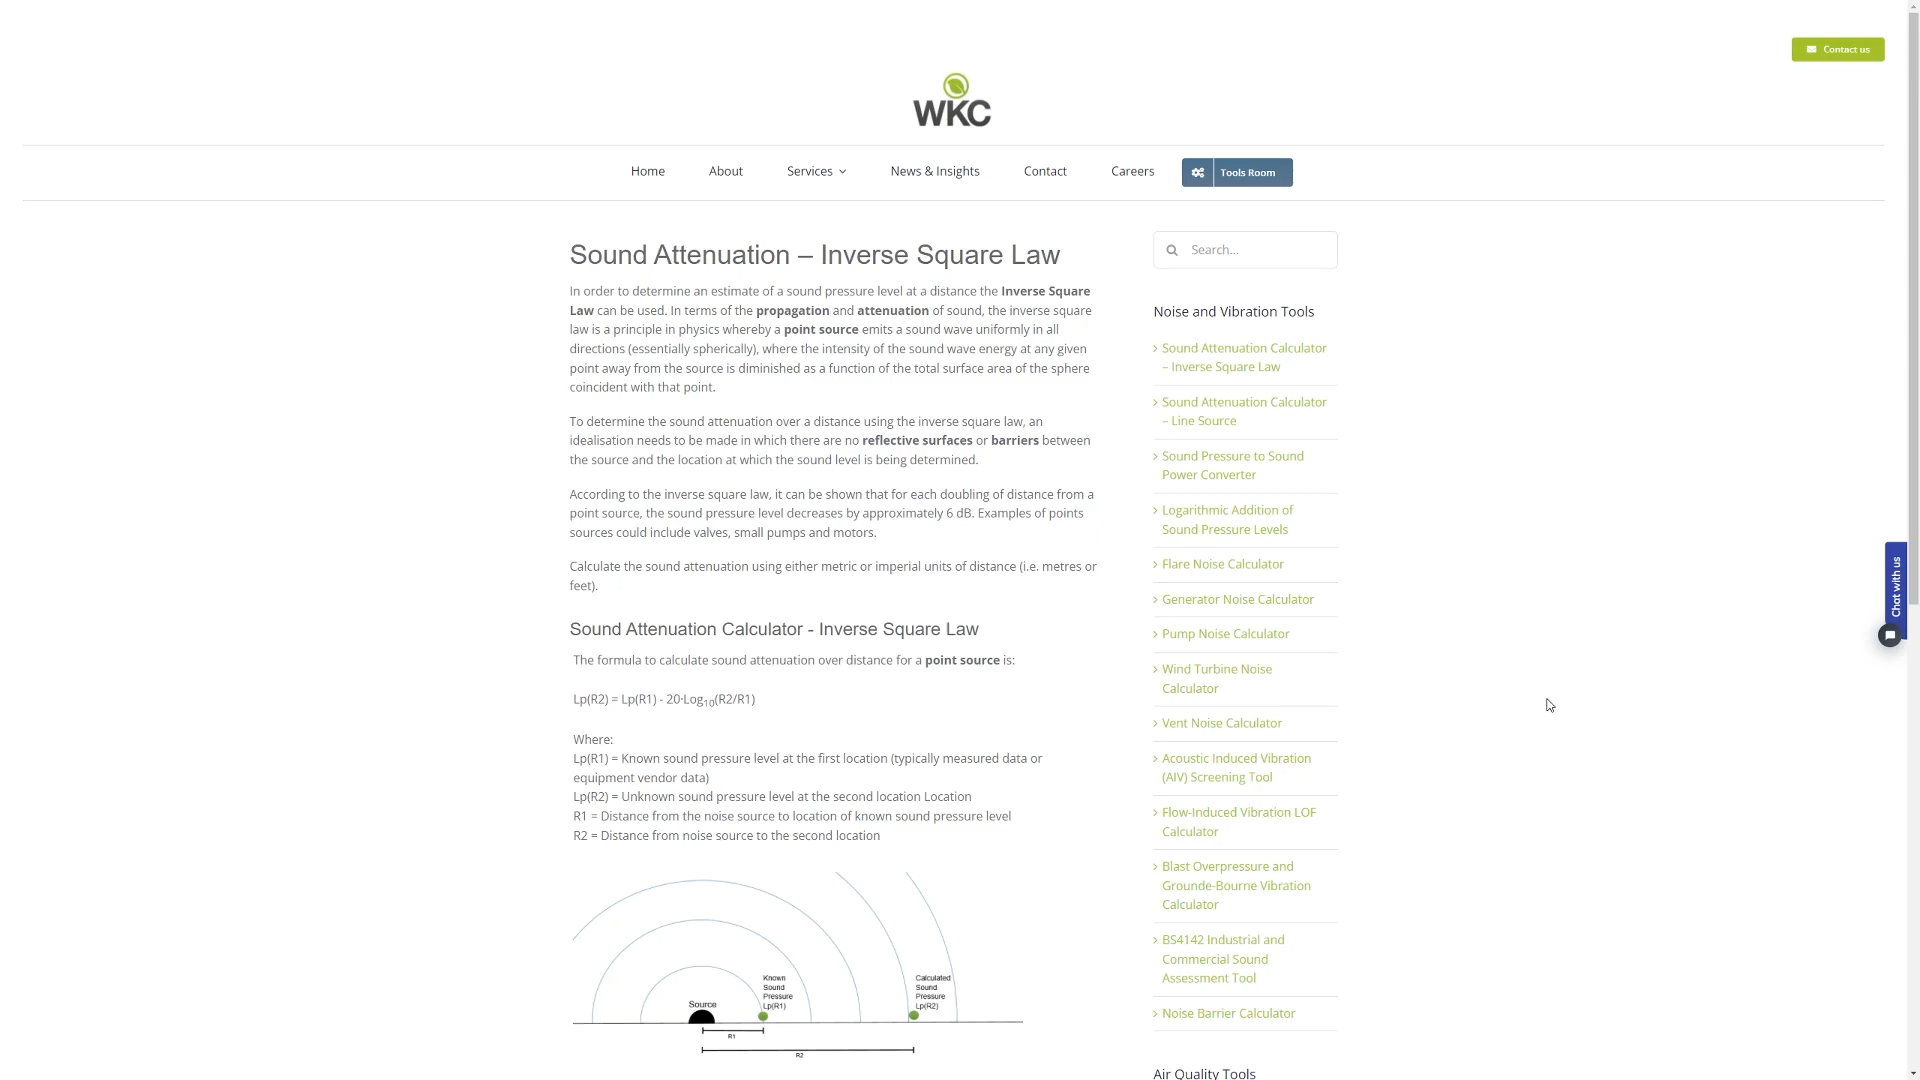 Contact us
WKC
Home
About
Services
News & Insights
Contact
Careers
Tools Room
Sound Attenuation – Inverse Square Law
In order to determine an estimate of a sound pressure level at a distance the Inverse Square
Law can be used. In terms of the propagation and attenuation of sound, the inverse square
law is a principle in physics whereby a point source emits a sound wave uniformly in all
directions (essentially spherically), where the intensity of the sound wave energy at any given
point away from the source is diminished as a function of the total surface area of the sphere
coincident with that point.
To determine the sound attenuation over a distance using the inverse square law, an
idealisation needs to be made in which there are no reflective surfaces or barriers between
the source and the location at which the sound level is being determined.
According to the inverse square law, it can be shown that for each doubling of distance from a
point source, the sound pressure level decreases by approximately 6 dB. Examples of points
sources could include valves, small pumps and motors.
Calculate the sound attenuation using either metric or imperial units of distance (i.e. metres or
feet).
Sound Attenuation Calculator - Inverse Square Law
The formula to calculate sound attenuation over distance for a point source is:
Lp(R2) = Lp(R1) - 20·Log10(R2/R1)
Where:
Lp(R1) = Known sound pressure level at the first location (typically measured data or
equipment vendor data)
Lp(R2) = Unknown sound pressure level at the second location Location
R1 = Distance from the noise source to location of known sound pressure level
R2 = Distance from noise source to the second location
Source
Known
Sound
Pressure
Lp(R1)
Calculated
Sound
Pressure
Lp(R2)
R1
R2
Search...
Noise and Vibration Tools
Sound Attenuation Calculator
– Inverse Square Law
Sound Attenuation Calculator
– Line Source
Sound Pressure to Sound
Power Converter
Logarithmic Addition of
Sound Pressure Levels
Flare Noise Calculator
Generator Noise Calculator
Pump Noise Calculator
Wind Turbine Noise
Calculator
Vent Noise Calculator
Acoustic Induced Vibration
(AIV) Screening Tool
Flow-Induced Vibration LOF
Calculator
Blast Overpressure and
Grounde-Bourne Vibration
Calculator
BS4142 Industrial and
Commercial Sound
Assessment Tool
Noise Barrier Calculator
Air Quality Tools
Chat with us